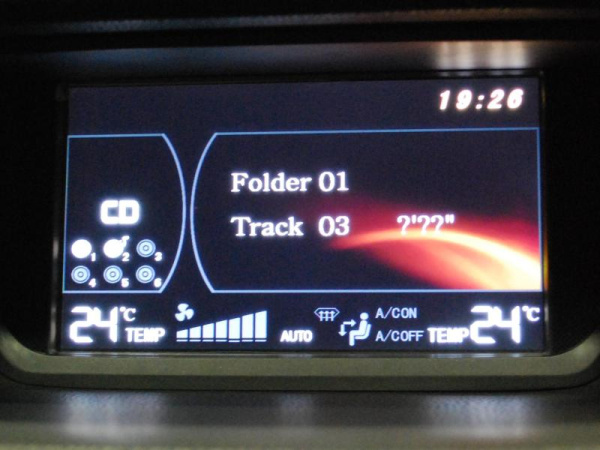 19:26
Folder 01
Track 03 ?'??"
CD
1 2 3
4 5 6
24°C TEMP
AUTO
A/CON
A/COFF
TEMP 24°C